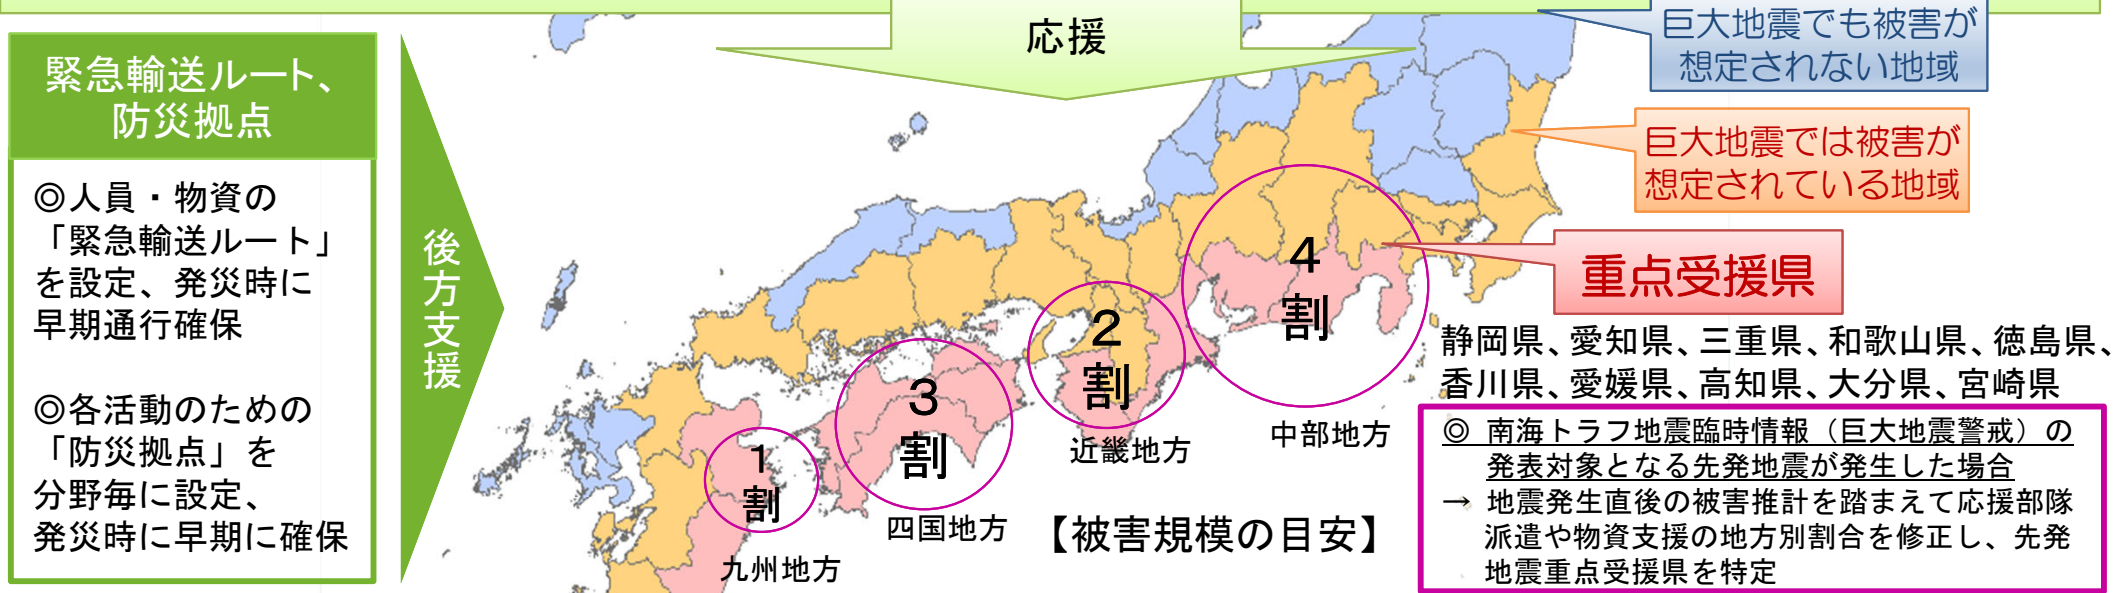 応援
緊急輸送ルート、
防災拠点
◎人員・物資の
「緊急輸送ルート」
を設定、発災時に
早期通行確保
◎各活動のための
「防災拠点」を
分野毎に設定、
発災時に早期に確保
後方支援
巨大地震でも被害が
想定されない地域
巨大地震では被害が
想定されている地域
重点受援県
静岡県、愛知県、三重県、和歌山県、徳島県、
香川県、愛媛県、高知県、大分県、宮崎県
4
割
中部地方
2
割
近畿地方
3
割
四国地方
1
割
九州地方
【被害規模の目安】
◎ 南海トラフ地震臨時情報（巨大地震警戒）の
発表対象となる先発地震が発生した場合
→ 地震発生直後の被害推計を踏まえて応援部隊
派遣や物資支援の地方別割合を修正し、先発
地震重点受援県を特定